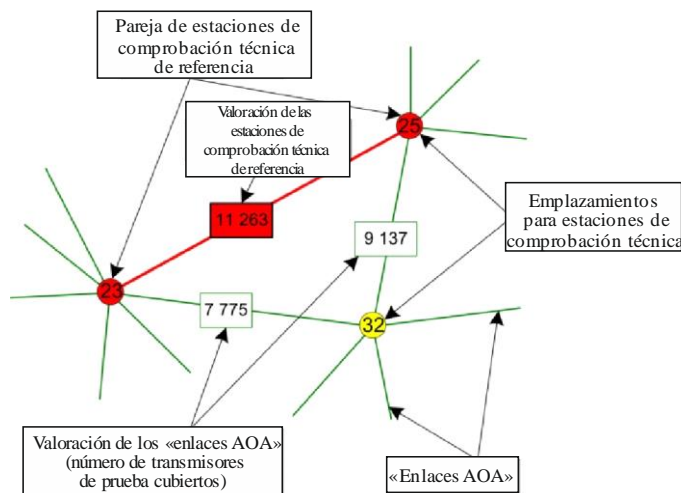 Pareja de estaciones de
comprobación técnica
de referencia
Valoración de las
estaciones de
comprobación técnica
de referencia
25
11 263
Emplazamientos
para estaciones de
comprobación técnica
9 137
23
7 775
32
Valoración de los «enlaces AOA»
(número de transmisores
de prueba cubiertos)
«Enlaces AOA»